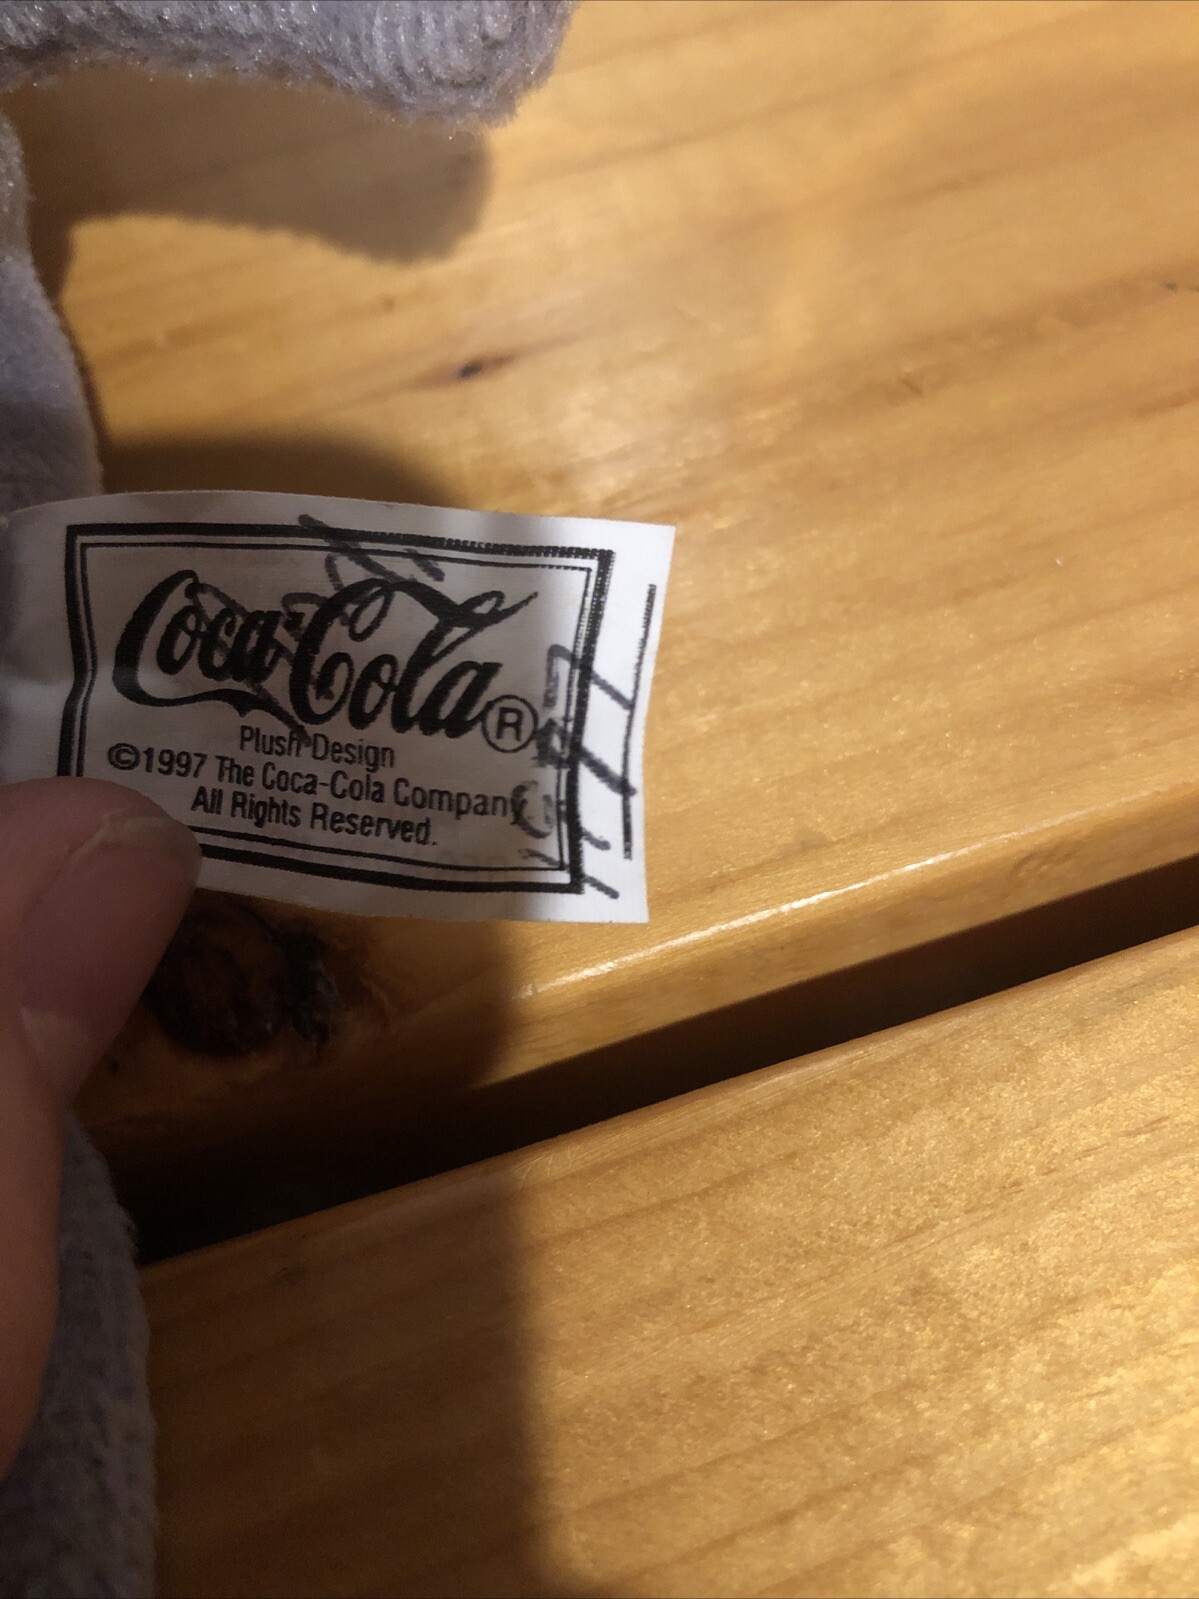 Coca-Cola®
Plush Design
©1997 The Coca-Cola Company
All Rights Reserved.